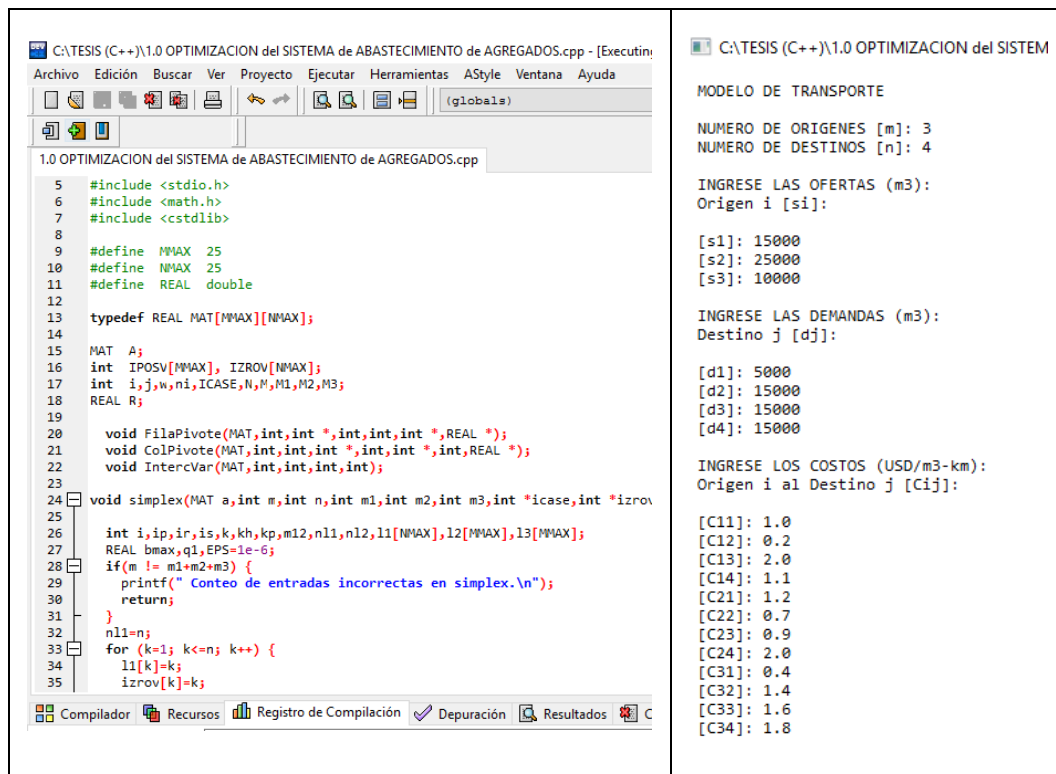 C:\TESIS (C++)\1.0 OPTIMIZACION del SISTEMA de ABASTECIMIENTO de AGREGADOS.cpp - [Executing
Archivo Edición Buscar Ver Proyecto Ejecutar Herramientas AStyle Ventana Ayuda
(globals)
1.0 OPTIMIZACION del SISTEMA de ABASTECIMIENTO de AGREGADOS.cpp
5 #include <stdio.h>
6 #include <math.h>
7 #include <cstdlib>
8
9 #define MMAX 25
10 #define NMAX 25
11 #define REAL double
12
13 typedef REAL MAT[MMAX][NMAX];
14
15 MAT A;
16 int IPOSV[MMAX], IZROV[NMAX];
17 int i,j,w,ni,ICASE,N,M,M1,M2,M3;
18 REAL R;
19
20 void FilaPivote(MAT,int,int *,int,int,int *,REAL *);
21 void ColPivote(MAT,int,int,int *,int,int *,int,REAL *);
22 void IntercVar(MAT,int,int,int,int);
23
24 void simplex(MAT a,int m,int n,int m1,int m2,int m3,int *icase,int *izrov
25
26 int i,ip,ir,is,k,kh,kp,m12,nl1,nl2,l1[NMAX],l2[MMAX],l3[MMAX];
27 REAL bmax,q1,EPS=1e-6;
28 if(m != m1+m2+m3) {
29 printf(" Conteo de entradas incorrectas en simplex.\n");
30 return;
31 }
32 nl1=n;
33 for (k=1; k<=n; k++) {
34 l1[k]=k;
35 izrov[k]=k;
Compilador Recursos Registro de Compilación Depuración Resultados C
C:\TESIS (C++)\1.0 OPTIMIZACION del SISTEM
MODELO DE TRANSPORTE
NUMERO DE ORIGENES [m]: 3
NUMERO DE DESTINOS [n]: 4
INGRESE LAS OFERTAS (m3):
Origen i [si]:
[s1]: 15000
[s2]: 25000
[s3]: 10000
INGRESE LAS DEMANDAS (m3):
Destino j [dj]:
[d1]: 5000
[d2]: 15000
[d3]: 15000
[d4]: 15000
INGRESE LOS COSTOS (USD/m3-km):
Origen i al Destino j [Cij]:
[C11]: 1.0
[C12]: 0.2
[C13]: 2.0
[C14]: 1.1
[C21]: 1.2
[C22]: 0.7
[C23]: 0.9
[C24]: 2.0
[C31]: 0.4
[C32]: 1.4
[C33]: 1.6
[C34]: 1.8